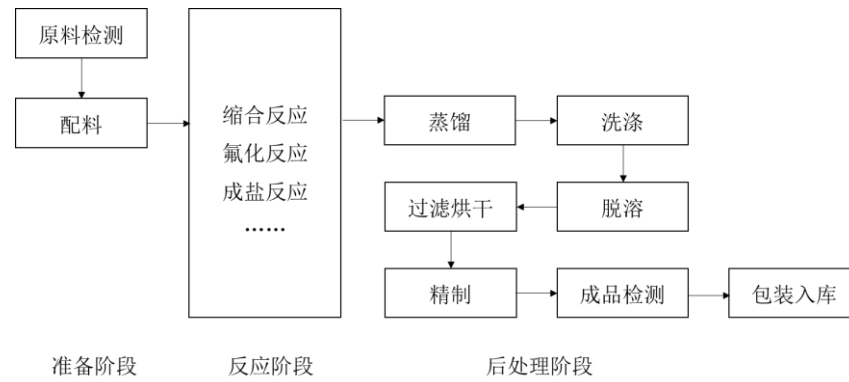 原料检测
配料
缩合反应
氟化反应
成盐反应
……
蒸馏
洗涤
脱溶
过滤烘干
精制
成品检测
包装入库
准备阶段
反应阶段
后处理阶段